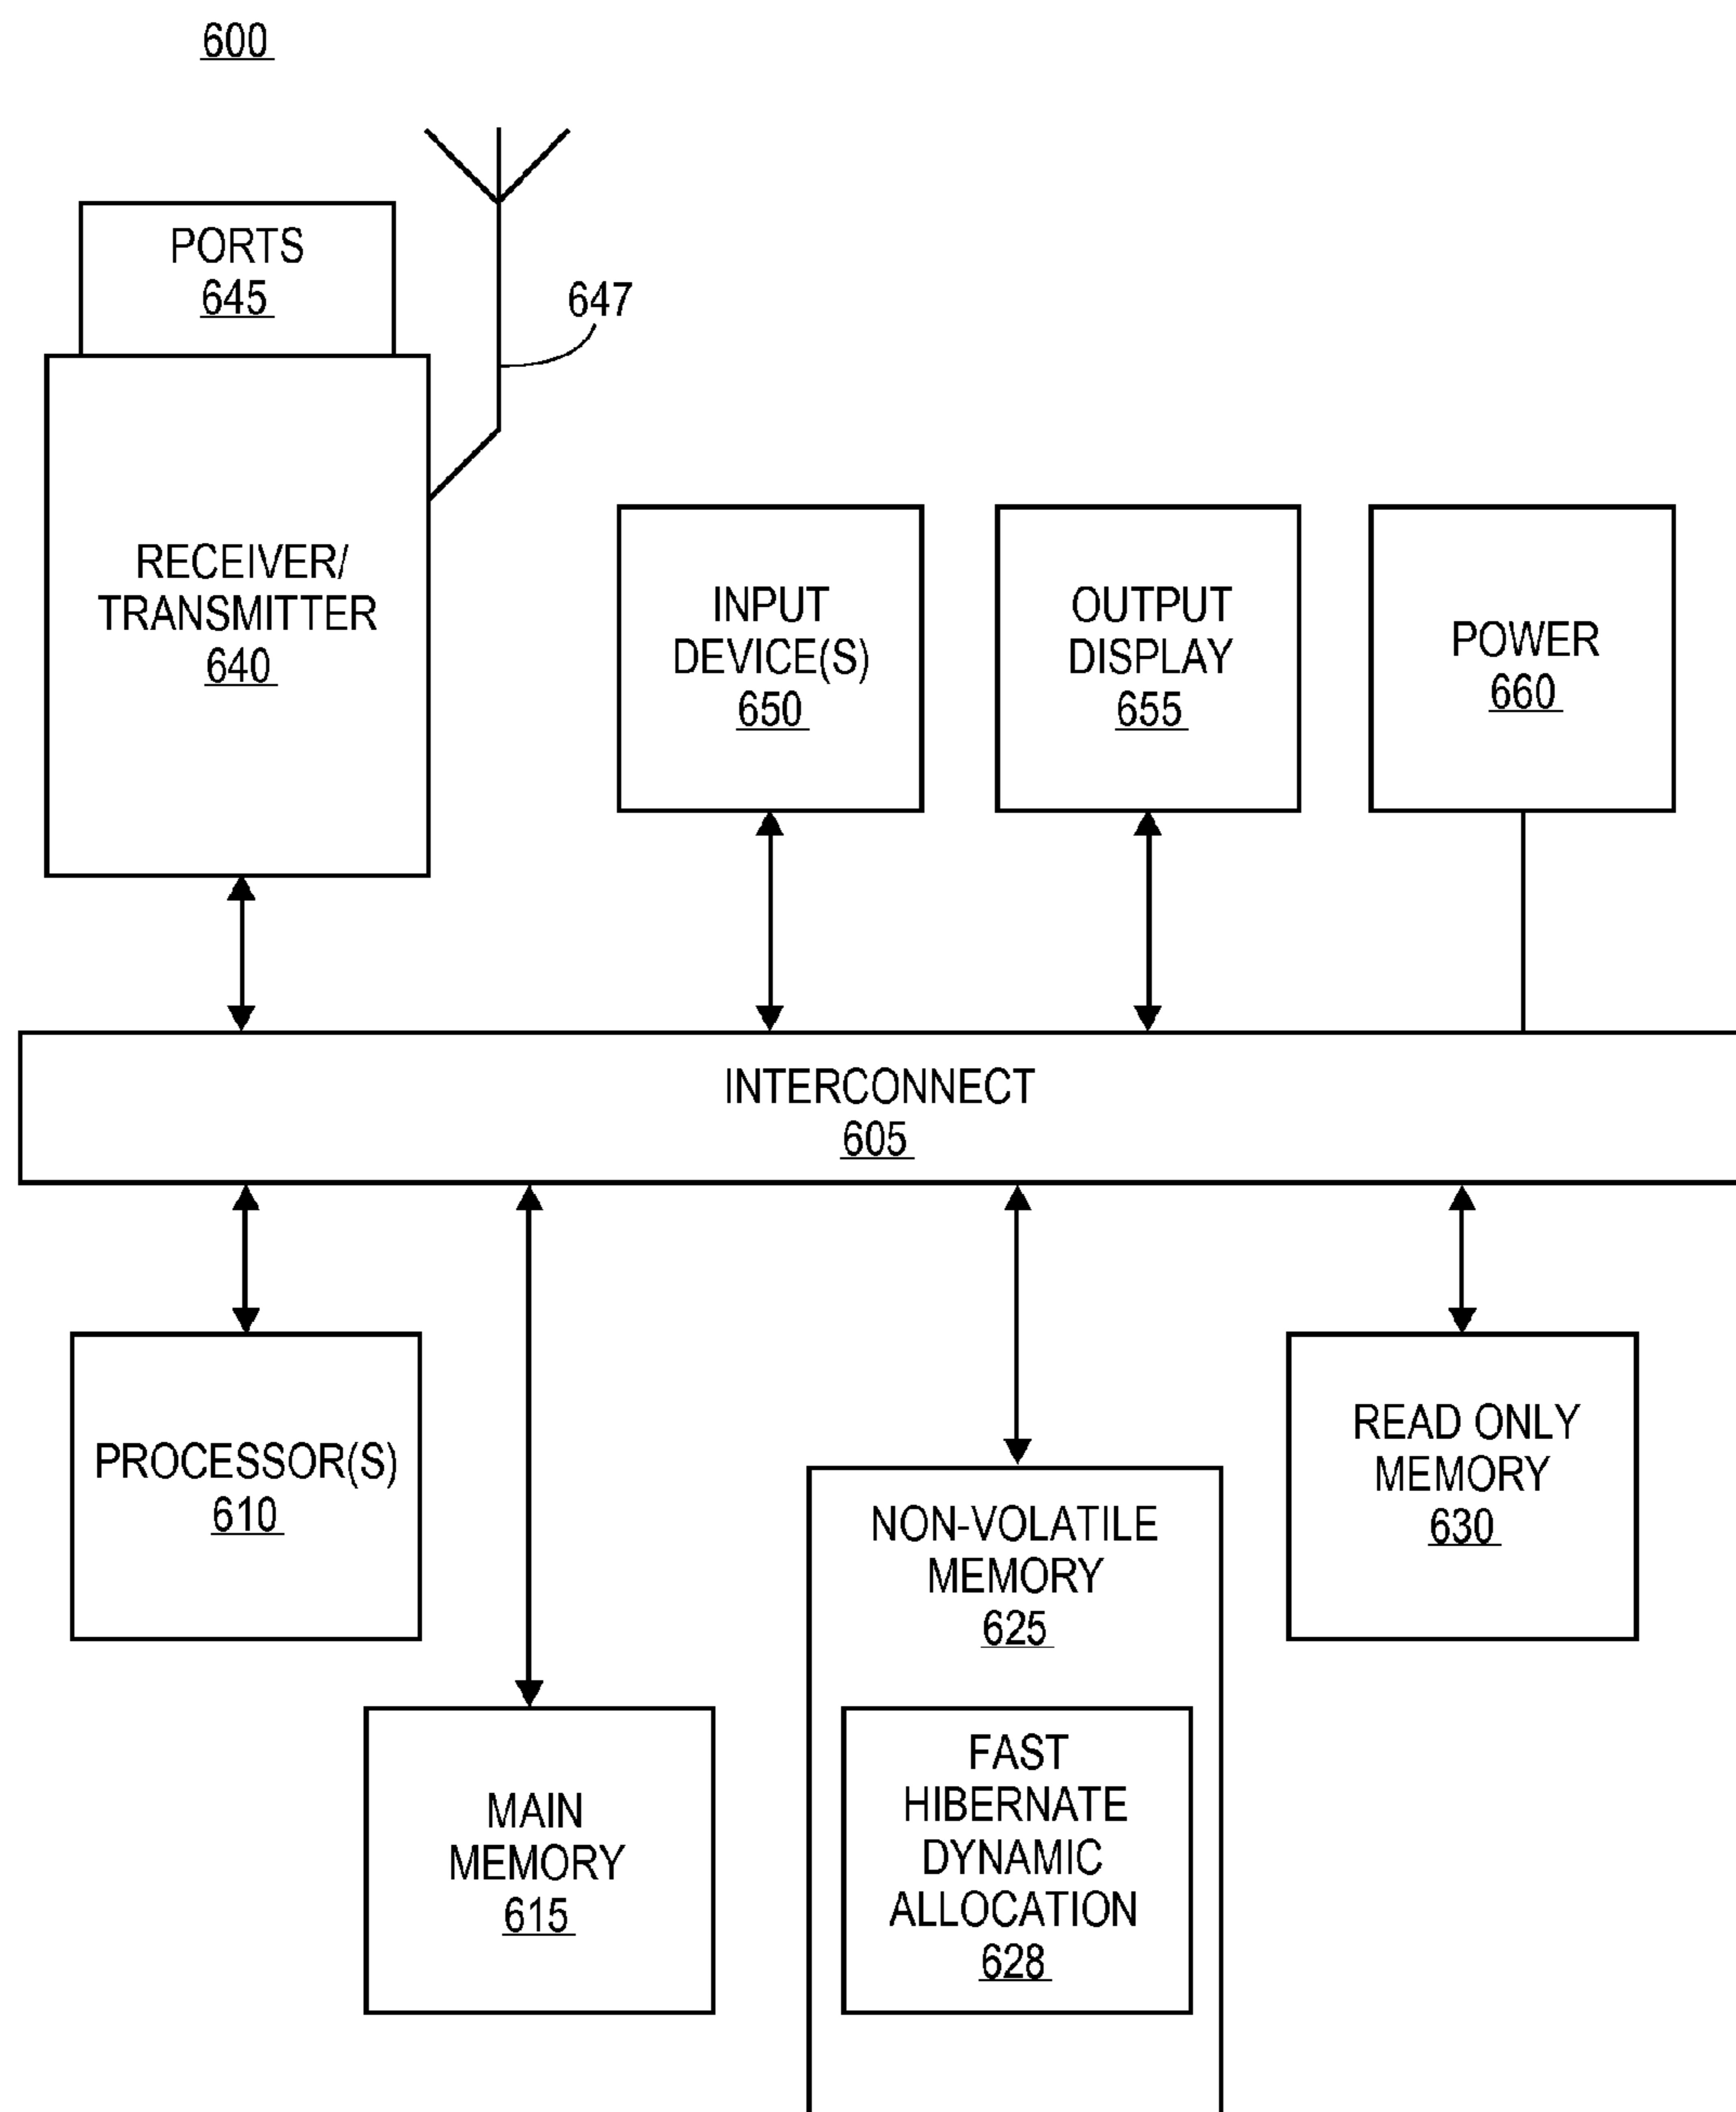 600
PORTS
645
647
RECEIVER/
TRANSMITTER
640
INPUT
DEVICE(S)
650
OUTPUT
DISPLAY
655
POWER
660
INTERCONNECT
605
PROCESSOR(S)
610
MAIN
MEMORY
615
NON-VOLATILE
MEMORY
625
FAST
HIBERNATE
DYNAMIC
ALLOCATION
628
READ ONLY
MEMORY
630